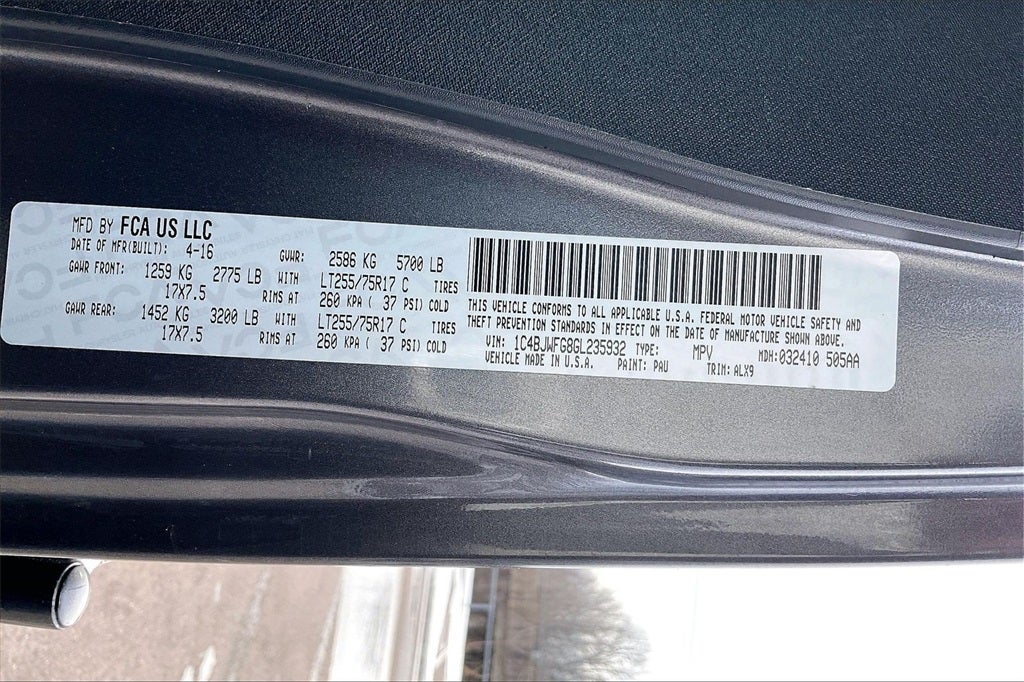 MFD BY FCA US LLC
DATE OF MFR(BUILT): 4-16 GVWR: 2586 KG 5700 LB
GAWR FRONT: 1259 KG 2775 LB WITH LT255/75R17 C TIRES
17X7.5 RIMS AT 260 KPA ( 37 PSI) COLD
GAWR REAR: 1452 KG 3200 LB WITH LT255/75R17 C TIRES
17X7.5 RIMS AT 260 KPA ( 37 PSI) COLD
THIS VEHICLE CONFORMS TO ALL APPLICABLE U.S.A. FEDERAL MOTOR VEHICLE SAFETY AND
THEFT PREVENTION STANDARDS IN EFFECT ON THE DATE OF MANUFACTURE SHOWN ABOVE.
VIN: 1C4BJWFG8GL235932 TYPE: MPV MDH:032410 505AA
VEHICLE MADE IN U.S.A. PAINT: PAU TRIM: ALX9